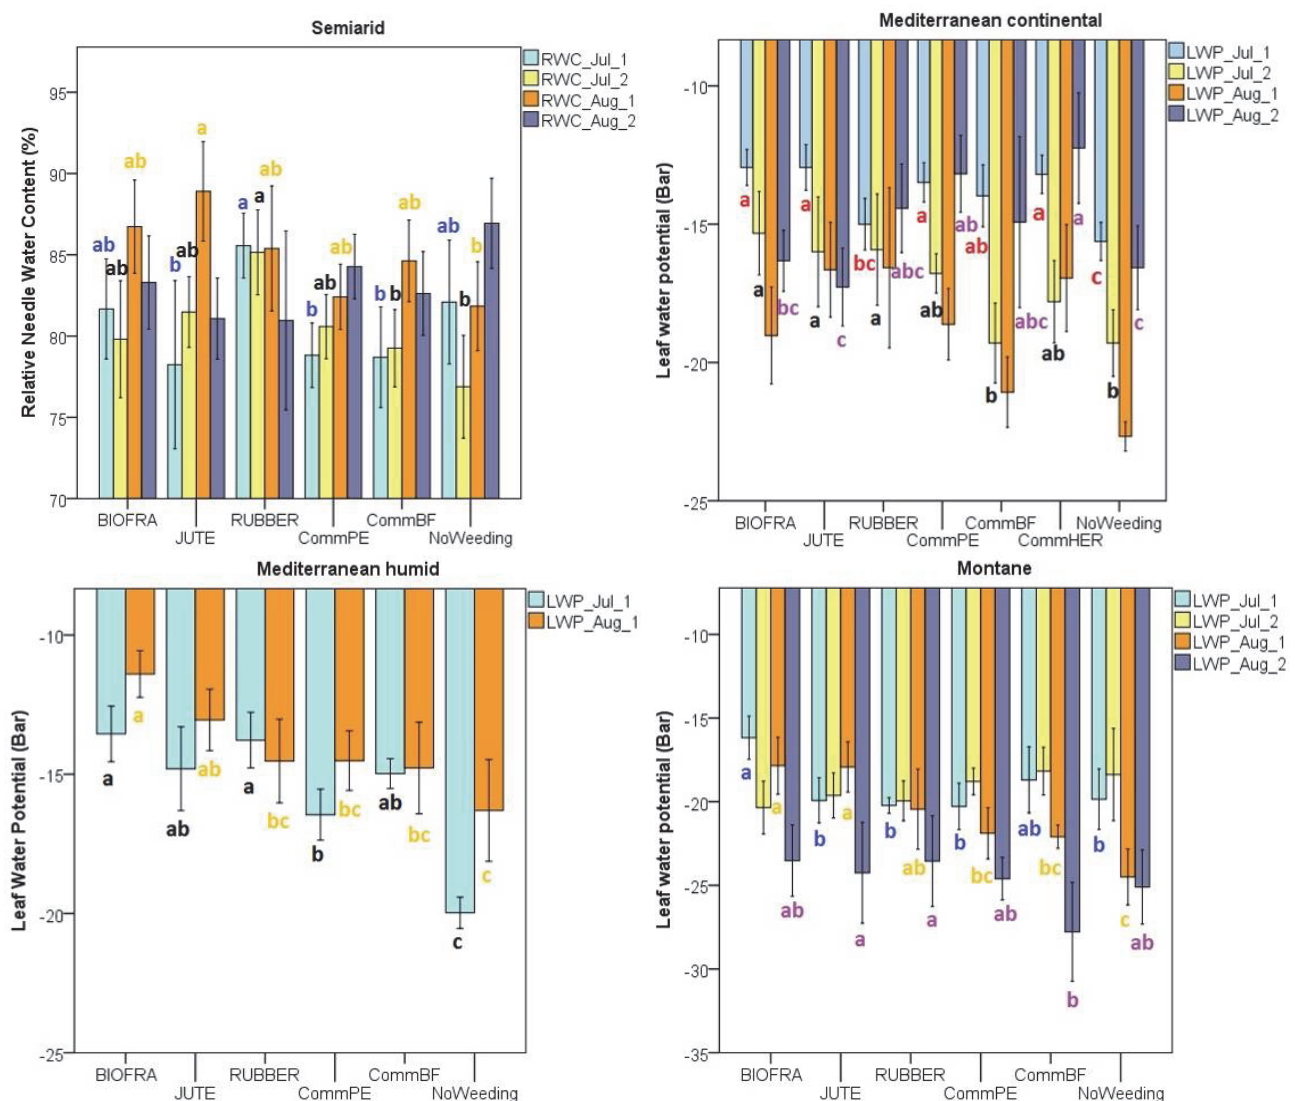 Semiarid
RWC_Jul_1
RWC_Jul_2
RWC_Aug_1
RWC_Aug_2
Relative Needle Water Content (%)
95
90
85
80
75
70
ab
ab
ab
b
ab
a
a
a
ab
b
ab
ab
b
b
ab
ab
b
b
BIOFRA
JUTE
RUBBER
CommPE
CommBF
NoWeeding
Mediterranean continental
LWP_Jul_1
LWP_Jul_2
LWP_Aug_1
LWP_Aug_2
Leaf water potential (Bar)
-10
-15
-20
-25
a
a
bc
a
a
c
bc
a
abc
a
ab
ab
ab
b
abc
a
ab
a
c
b
c
BIOFRA
JUTE
RUBBER
CommPE
CommBF
CommHER
NoWeeding
Mediterranean humid
LWP_Jul_1
LWP_Aug_1
Leaf Water Potential (Bar)
-10
-15
-20
-25
a
a
ab
ab
a
bc
b
bc
ab
bc
c
c
BIOFRA
JUTE
RUBBER
CommPE
CommBF
NoWeeding
Montane
LWP_Jul_1
LWP_Jul_2
LWP_Aug_1
LWP_Aug_2
Leaf water potential (Bar)
-10
-15
-20
-25
-30
-35
a
a
ab
b
a
a
b
ab
a
b
bc
ab
ab
bc
b
b
c
ab
BIOFRA
JUTE
RUBBER
CommPE
CommBF
NoWeeding